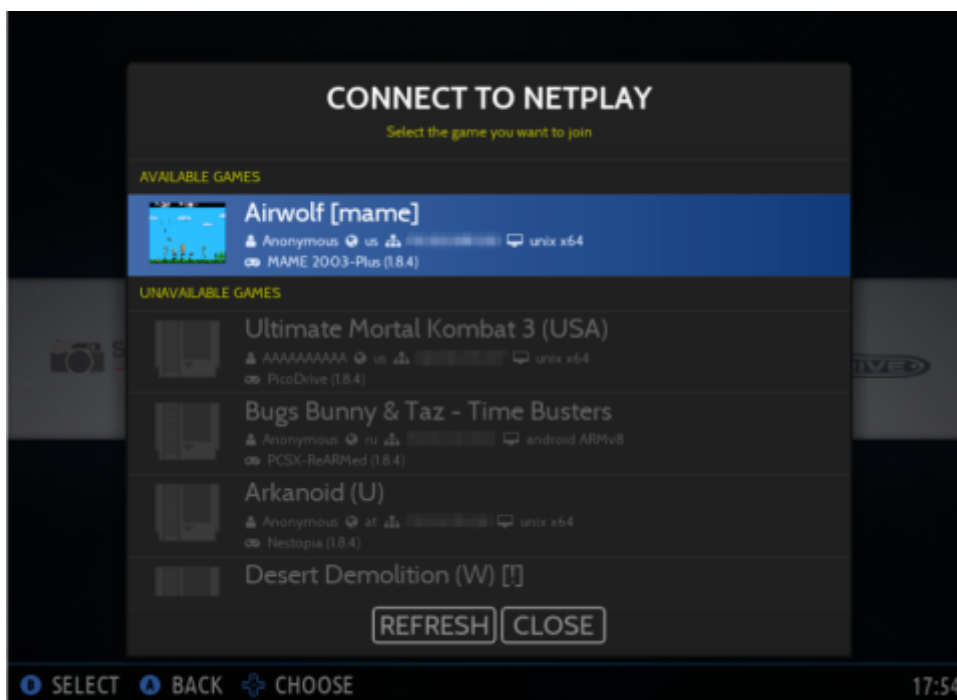 CONNECT TO NETPLAY
Select the game you want to join
AVAILABLE GAMES
Airwolf [mame]
Anonymous us unix x64
MAME 2003-Plus (1.8.4)
UNAVAILABLE GAMES
Ultimate Mortal Kombat 3 (USA)
AAAAAAAAAA us unix x64
PicoDrive (1.8.4)
Bugs Bunny & Taz - Time Busters
Anonymous ru android ARMv8
PCSX-ReARMed (1.8.4)
Arkanoid (U)
Anonymous at unix x64
Nestopia (1.8.4)
Desert Demolition (W) [!]
REFRESH CLOSE
B SELECT A BACK CHOOSE 17:54